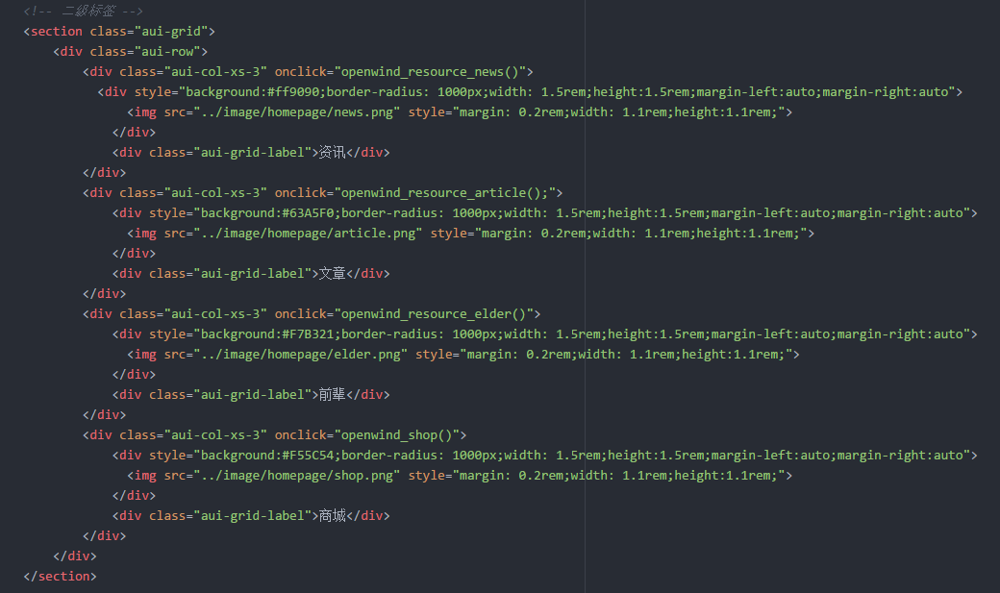 <!-- 二级标签 -->
<section class="aui-grid">
    <div class="aui-row">
        <div class="aui-col-xs-3" onclick="openwind_resource_news()">
          <div style="background:#ff9090;border-radius: 1000px;width: 1.5rem;height:1.5rem;margin-left:auto;margin-right:auto">
              <img src="../image/homepage/news.png" style="margin: 0.2rem;width: 1.1rem;height:1.1rem;">
            </div>
            <div class="aui-grid-label">资讯</div>
        </div>
        <div class="aui-col-xs-3" onclick="openwind_resource_article();">
            <div style="background:#63A5F0;border-radius: 1000px;width: 1.5rem;height:1.5rem;margin-left:auto;margin-right:auto">
              <img src="../image/homepage/article.png" style="margin: 0.2rem;width: 1.1rem;height:1.1rem;">
            </div>
            <div class="aui-grid-label">文章</div>
        </div>
        <div class="aui-col-xs-3" onclick="openwind_resource_elder()">
            <div style="background:#F7B321;border-radius: 1000px;width: 1.5rem;height:1.5rem;margin-left:auto;margin-right:auto">
              <img src="../image/homepage/elder.png" style="margin: 0.2rem;width: 1.1rem;height:1.1rem;">
            </div>
            <div class="aui-grid-label">前辈</div>
        </div>
        <div class="aui-col-xs-3" onclick="openwind_shop()">
            <div style="background:#F55C54;border-radius: 1000px;width: 1.5rem;height:1.5rem;margin-left:auto;margin-right:auto">
              <img src="../image/homepage/shop.png" style="margin: 0.2rem;width: 1.1rem;height:1.1rem;">
            </div>
            <div class="aui-grid-label">商城</div>
        </div>
    </div>
</section>